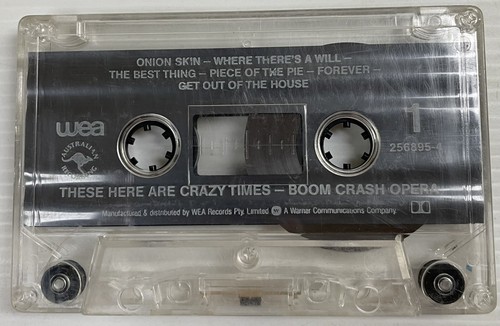 ONION SKIN – WHERE THERE'S A WILL –
THE BEST THING – PIECE OF THE PIE – FOREVER –
GET OUT OF THE HOUSE
wea
1
256895-4
AUSTRALIAN
THESE HERE ARE CRAZY TIMES – BOOM CRASH OPERA
Manufactured & distributed by WEA Records Pty. Limited A Warner Communications Company.